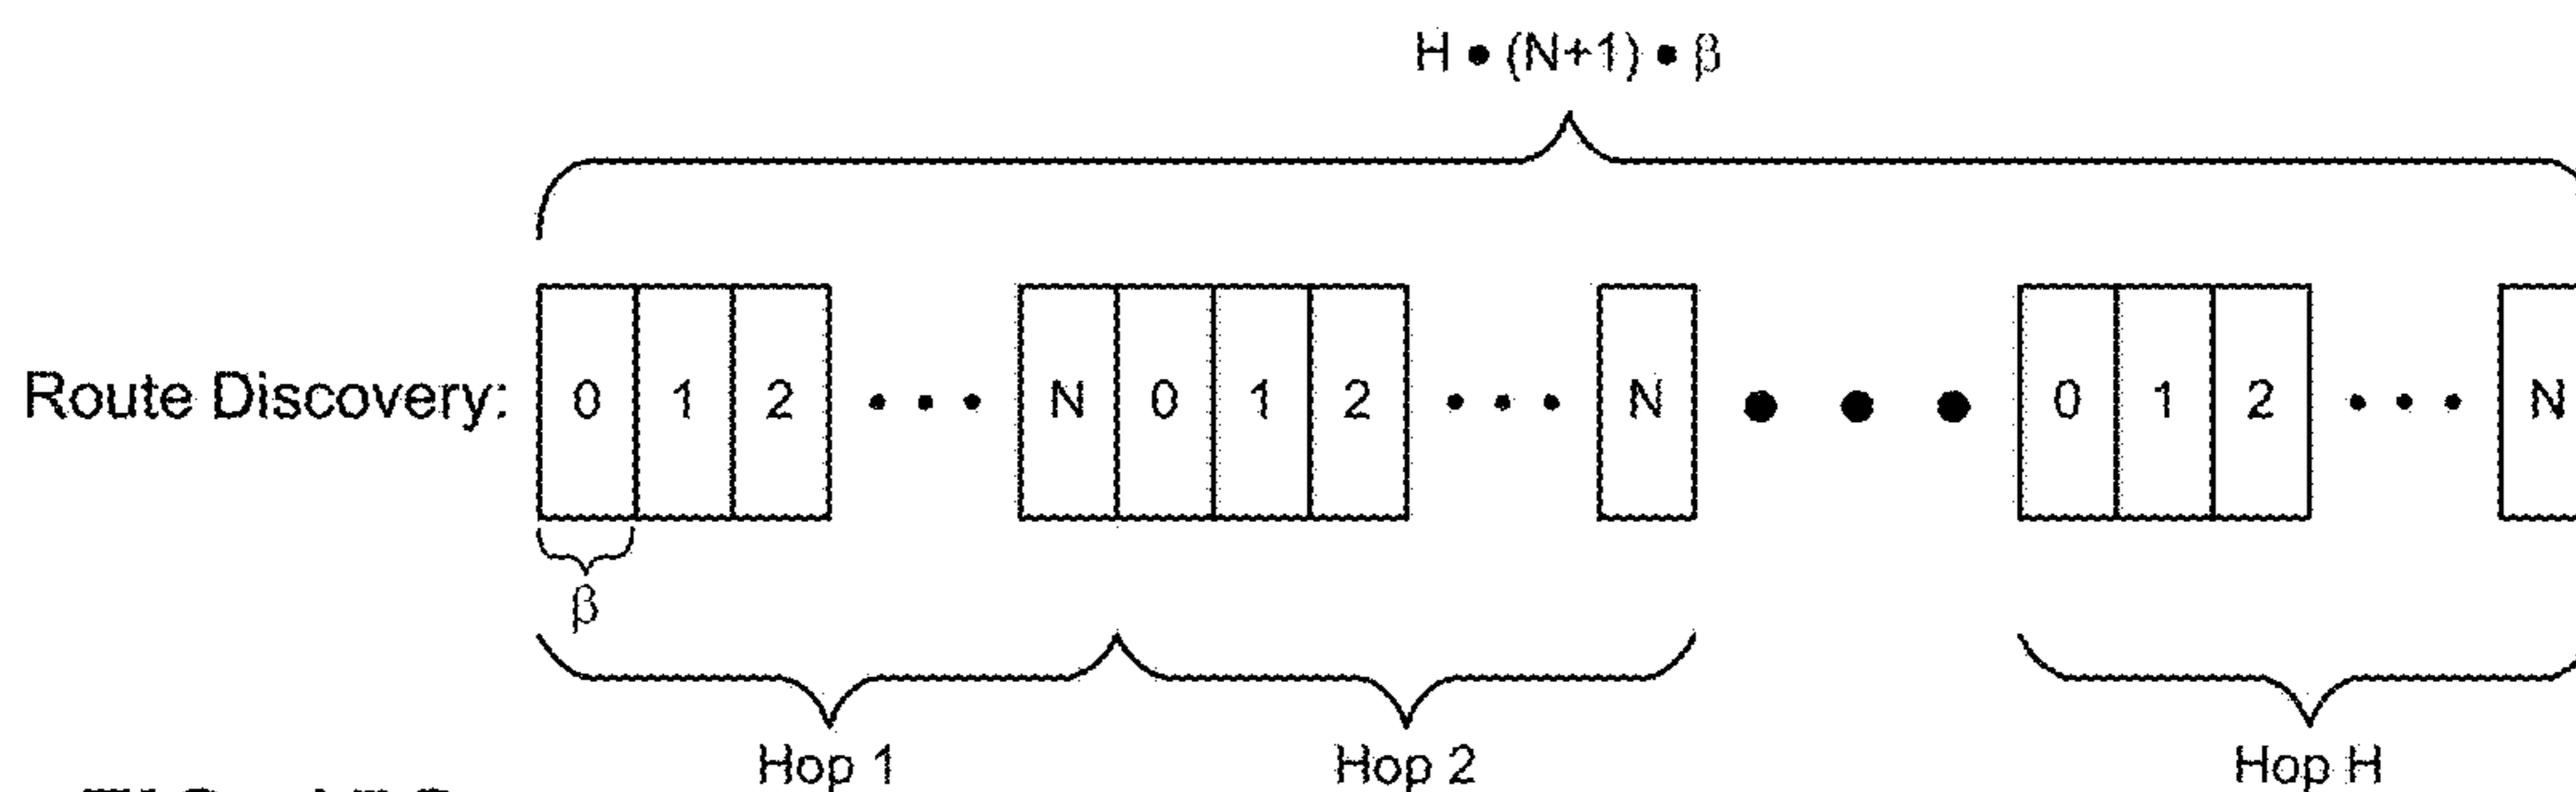 H • (N+1) • β
Route Discovery: 0 1 2 • • • N 0 1 2 • • • N • • • 0 1 2 • • • N
β
Hop 1 Hop 2 Hop H